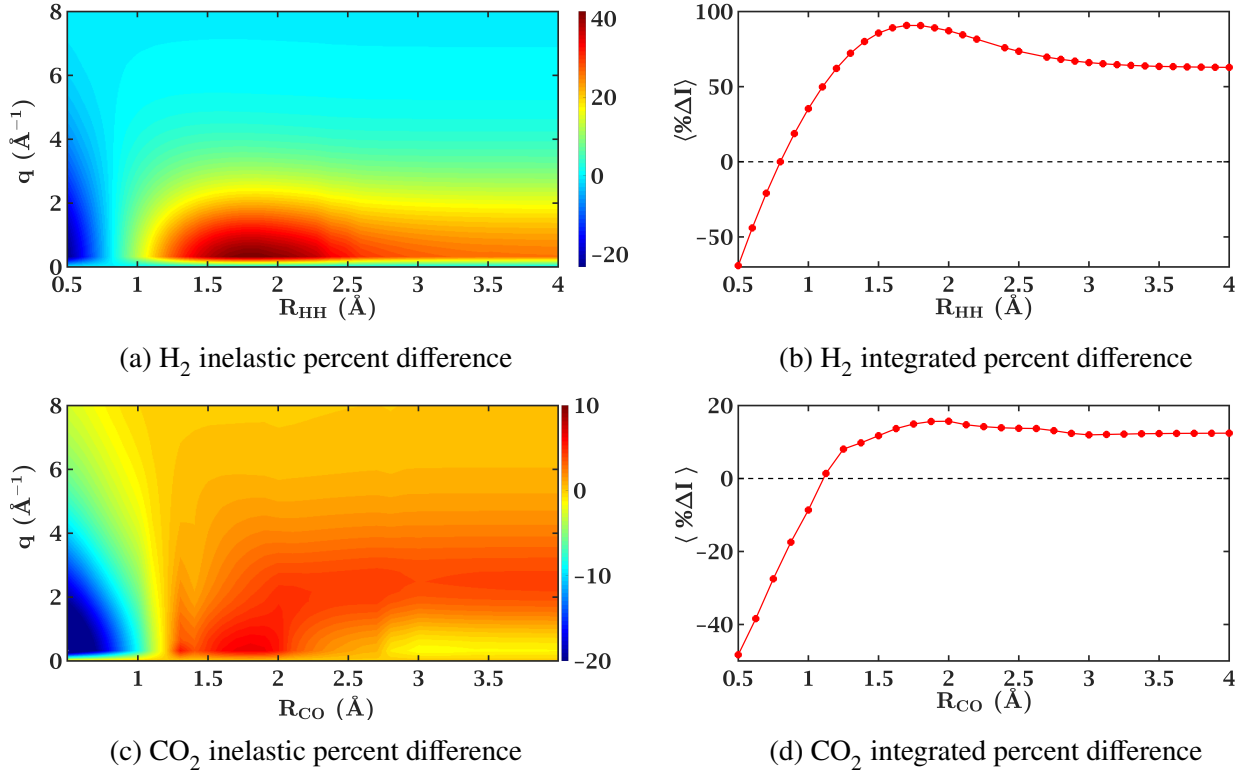 8
6
4
2
0
q (Å⁻¹)
0.5 1 1.5 2 2.5 3 3.5 4
R_HH (Å)
40
20
0
−20
(a) H₂ inelastic percent difference
100
50
0
−50
⟨%ΔI⟩
0.5 1 1.5 2 2.5 3 3.5 4
R_HH (Å)
(b) H₂ integrated percent difference
8
6
4
2
0
q (Å⁻¹)
1 1.5 2 2.5 3 3.5
R_CO (Å)
10
0
−10
−20
(c) CO₂ inelastic percent difference
20
0
−20
−40
⟨ %ΔI ⟩
0.5 1 1.5 2 2.5 3 3.5 4
R_CO (Å)
(d) CO₂ integrated percent difference